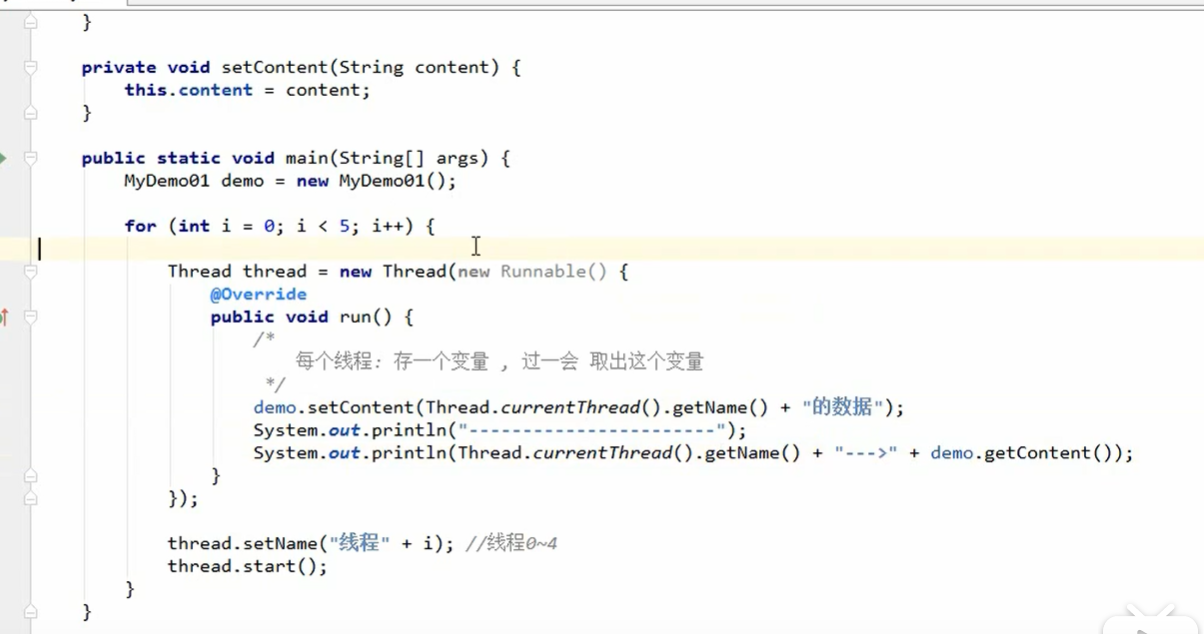 }
private void setContent(String content) {
this.content = content;
}
public static void main(String[] args) {
MyDemo01 demo = new MyDemo01();
for (int i = 0; i < 5; i++) {
Thread thread = new Thread(new Runnable() {
@Override
public void run() {
/*
每个线程: 存一个变量 , 过一会 取出这个变量
*/
demo.setContent(Thread.currentThread().getName() + "的数据");
System.out.println("-----------------------");
System.out.println(Thread.currentThread().getName() + "--->" + demo.getContent());
}
});
thread.setName("线程" + i); //线程0~4
thread.start();
}
}